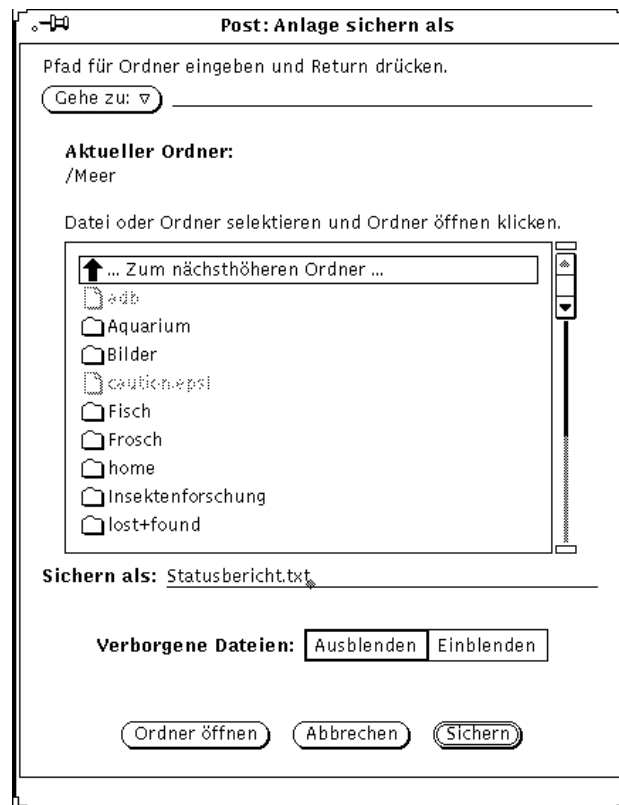 Post: Anlage sichern als
Pfad für Ordner eingeben und Return drücken.
Gehe zu:
Aktueller Ordner:
/Meer
Datei oder Ordner selektieren und Ordner öffnen klicken.
... Zum nächsthöheren Ordner ...
adb
Aquarium
Bilder
caution.epsi
Fisch
Frosch
home
Insektenforschung
lost+found
Sichern als: Statusbericht.txt
Verborgene Dateien: Ausblenden Einblenden
Ordner öffnen Abbrechen Sichern